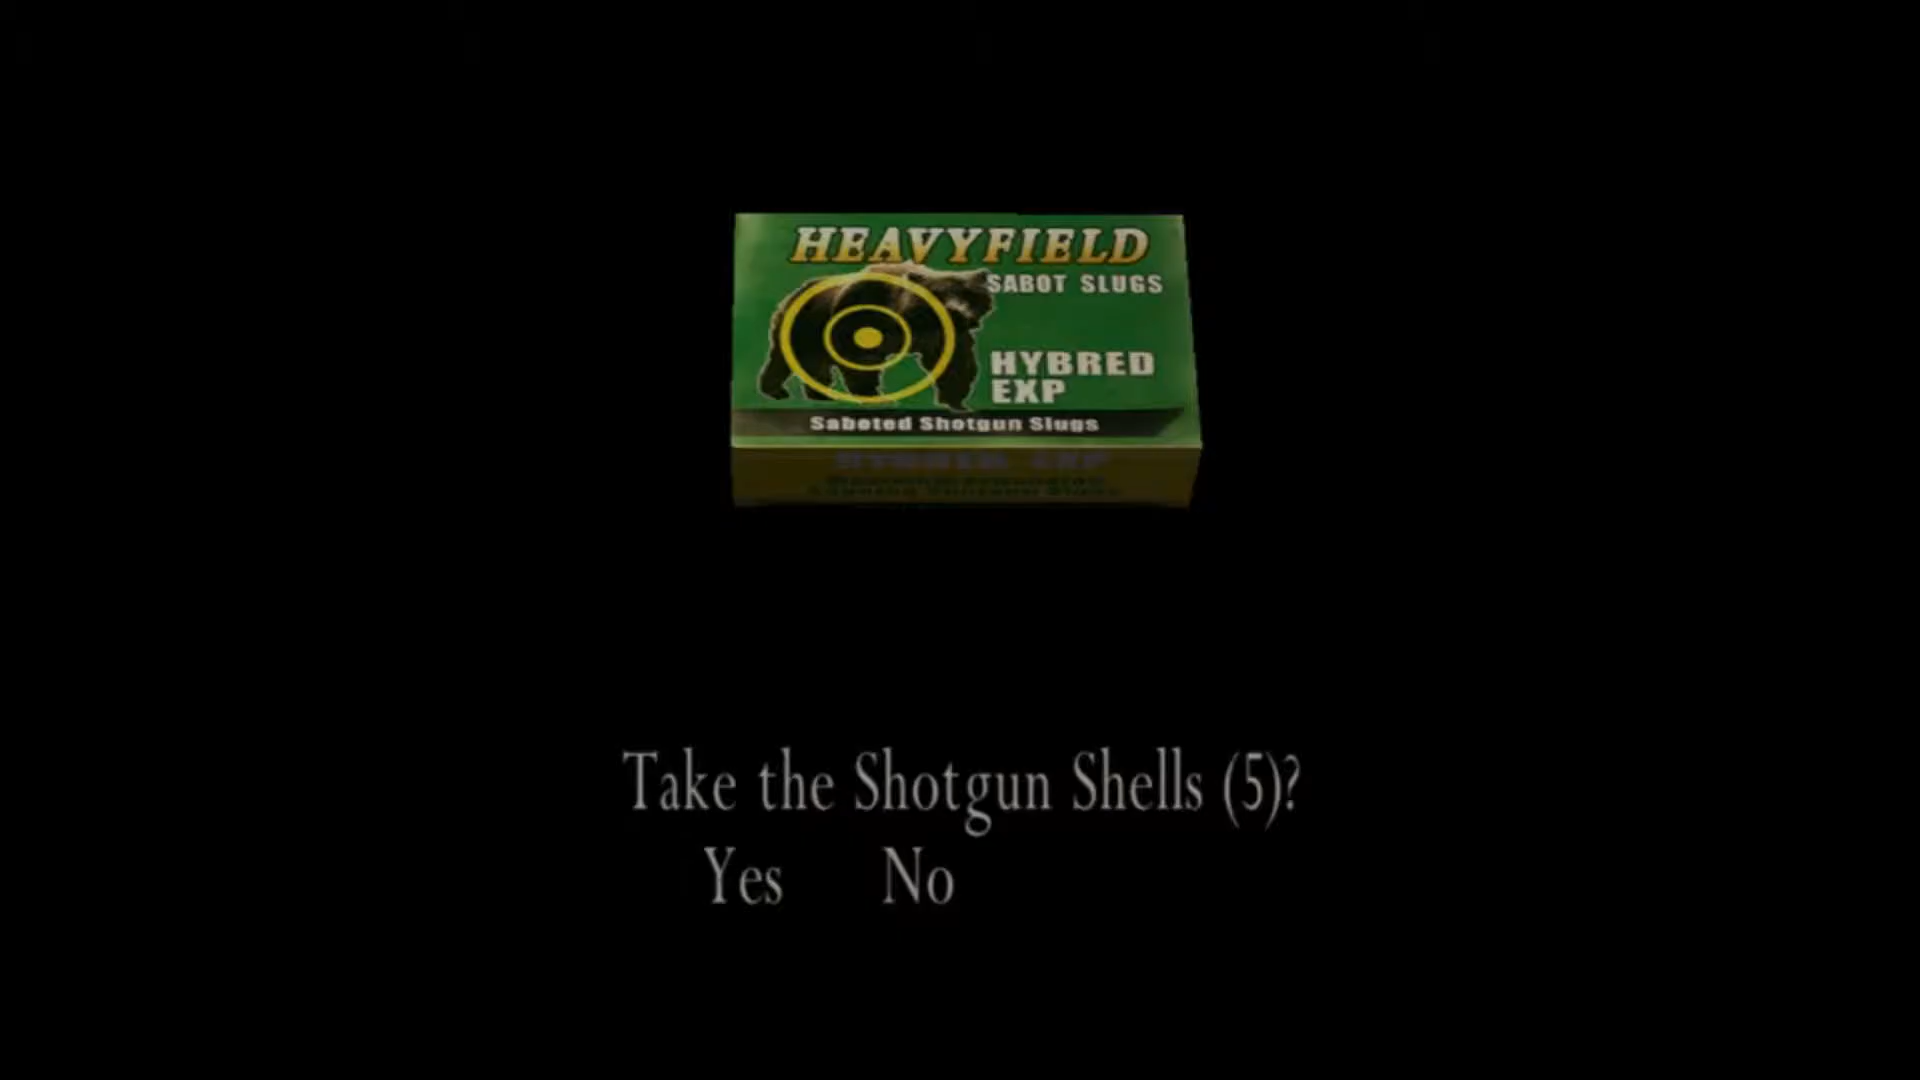 HEAVYFIELD
SABOT SLUGS
HYBRED
EXP
Saboted Shotgun Slugs
Take the Shotgun Shells (5)?
Yes No